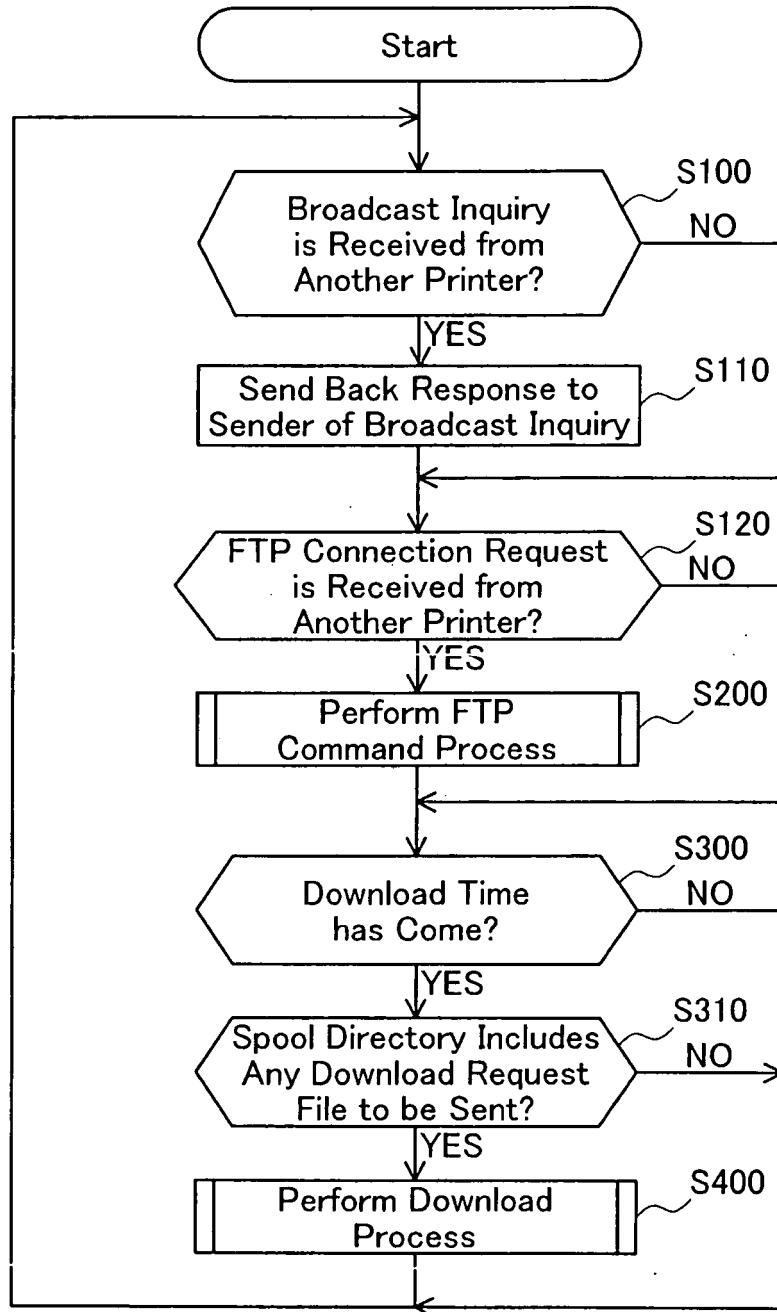 Start
S100
Broadcast Inquiry
is Received from
Another Printer?
NO
YES
S110
Send Back Response to
Sender of Broadcast Inquiry
S120
FTP Connection Request
is Received from
Another Printer?
NO
YES
S200
Perform FTP
Command Process
S300
Download Time
has Come?
NO
YES
S310
Spool Directory Includes
Any Download Request
File to be Sent?
NO
YES
S400
Perform Download
Process